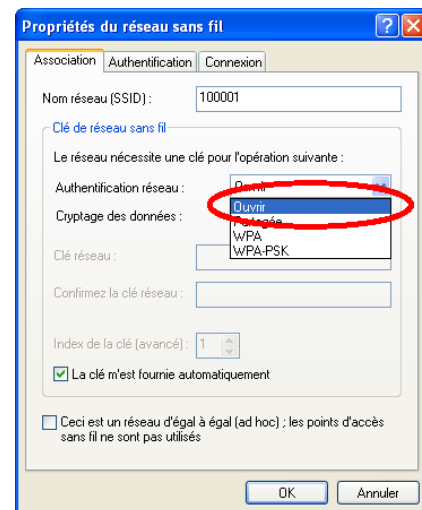 Propriétés du réseau sans fil
Association Authentification Connexion
Nom réseau (SSID) : 100001
Clé de réseau sans fil
Le réseau nécessite une clé pour l'opération suivante :
Authentification réseau : Ouvrir
Ouvrir
Cryptage des données : Partagée
WPA
WPA-PSK
Clé réseau :
Confirmez la clé réseau :
Index de la clé (avancé) : 1
La clé m'est fournie automatiquement
Ceci est un réseau d'égal à égal (ad hoc) ; les points d'accès
sans fil ne sont pas utilisés
OK Annuler